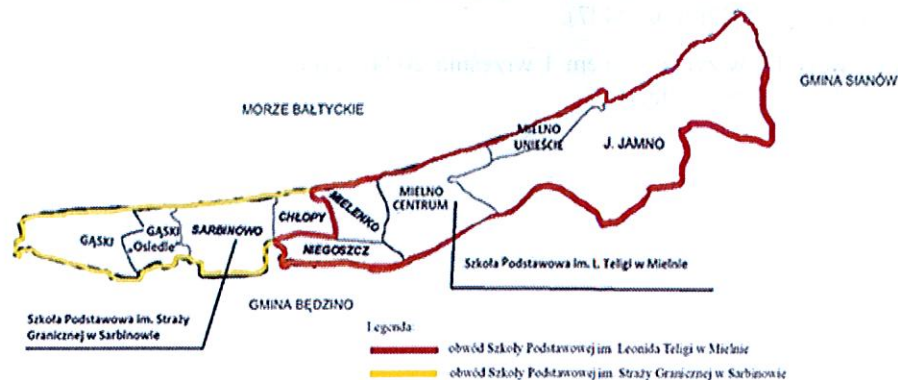 GMINA SIANÓW
MORZE BAŁTYCKIE
MIELNO
UNIEŚCIE
J. JAMNO
MIELENKO
MIELNO
CENTRUM
CHŁOPY
SARBINOWO
GĄSKI
Osiedle
GĄSKI
NIEGOSZCZ
Szkoła Podstawowa im. L. Teligi w Mielnie
GMINA BĘDZINO
Szkoła Podstawowa im. Straży
Granicznej w Sarbinowie
Legenda:
obwód Szkoły Podstawowej im. Leonida Teligi w Mielnie
obwód Szkoły Podstawowej im. Straży Granicznej w Sarbinowie